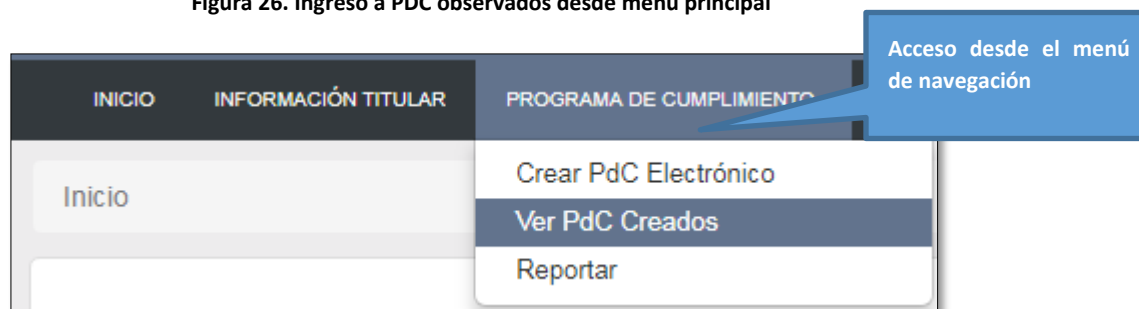 Figura 26. Ingreso a PDC observados desde menú principal
Acceso desde el menú
de navegación
INICIO INFORMACIÓN TITULAR PROGRAMA DE CUMPLIMIENTO
Crear PdC Electrónico
Inicio
Ver PdC Creados
Reportar